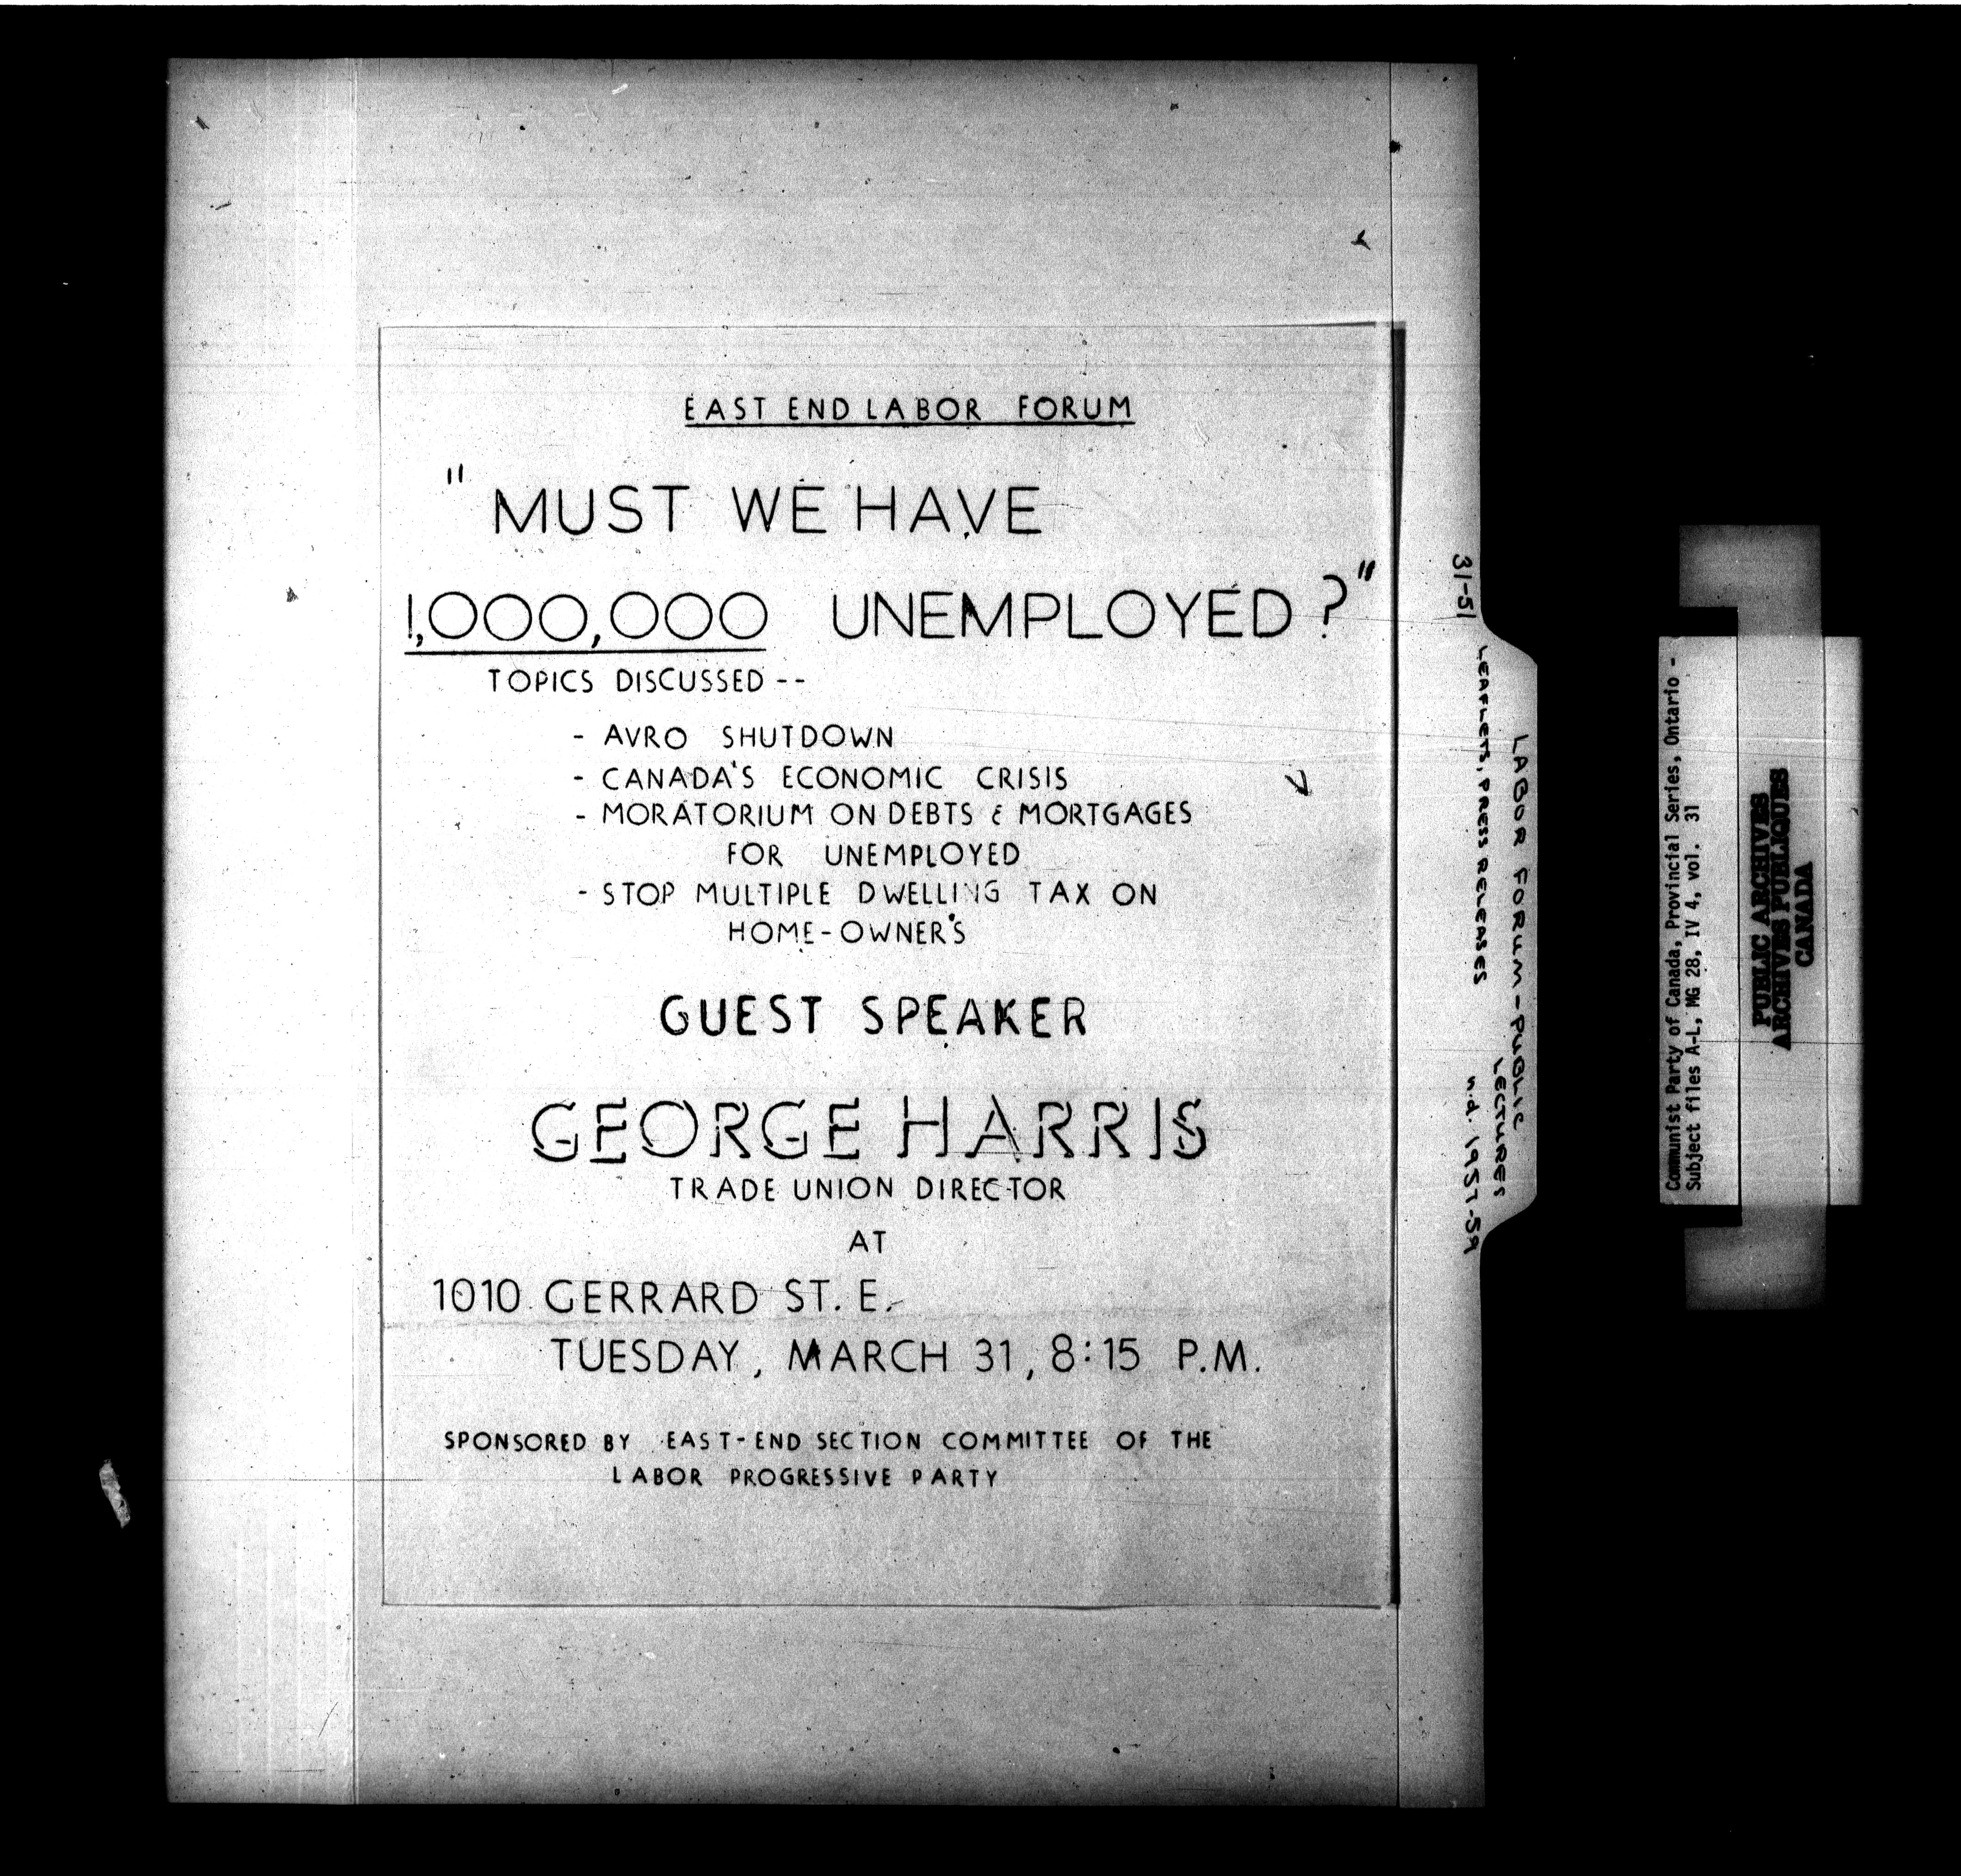 EAST END LABOR FORUM
"MUST WE HAVE
1,000,000 UNEMPLOYED?"
TOPICS DISCUSSED --
- AVRO SHUTDOWN
- CANADA'S ECONOMIC CRISIS
- MORATORIUM ON DEBTS & MORTGAGES
FOR UNEMPLOYED
- STOP MULTIPLE DWELLING TAX ON
HOME-OWNER'S
GUEST SPEAKER
GEORGE HARRIS
TRADE UNION DIRECTOR
AT
1010 GERRARD ST. E.
TUESDAY, MARCH 31, 8:15 P.M.
SPONSORED BY EAST-END SECTION COMMITTEE OF THE
LABOR PROGRESSIVE PARTY
31-51
LABOR FORUM - PUBLIC
LECTURES
LEAFLETS, PRESS RELEASES
n.d. 1957-59
Communist Party of Canada, Provincial Series, Ontario -
Subject files A-L, MG 28, IV 4, vol. 31
PUBLIC ARCHIVES
ARCHIVES PUBLIQUES
CANADA